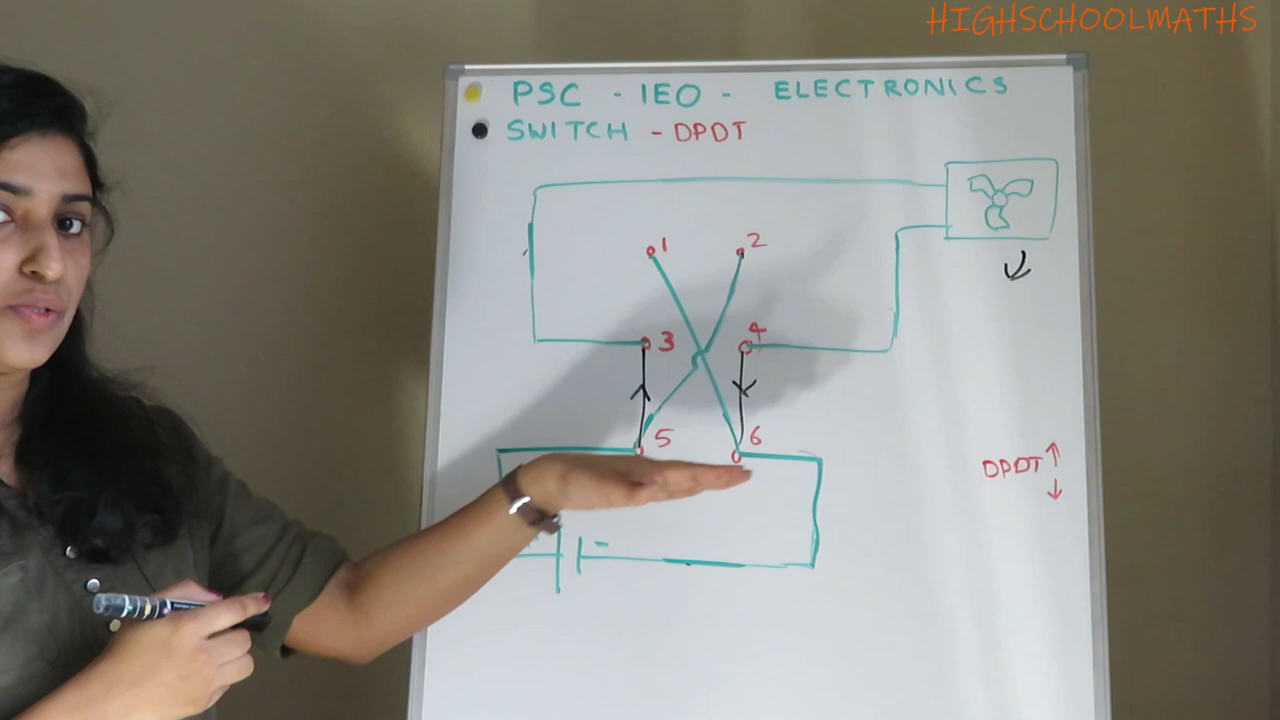 HIGHSCHOOLMATHS
PSC - IEO - ELECTRONICS
SWITCH - DPDT
1 2
3 4
5 6
DPDT ↑
↓
-